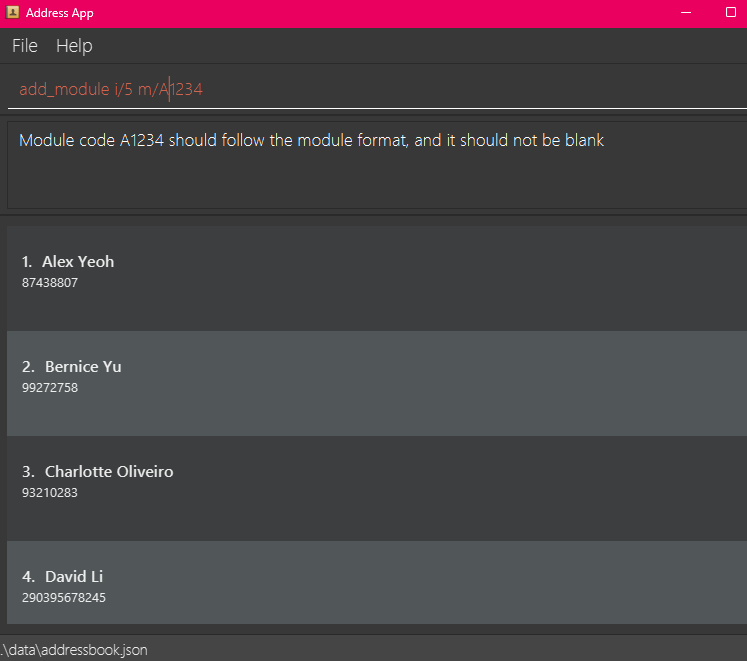 Address App
File Help
add_module i/5 m/A1234
Module code A1234 should follow the module format, and it should not be blank
1. Alex Yeoh
87438807
2. Bernice Yu
99272758
3. Charlotte Oliveiro
93210283
4. David Li
290395678245
.\data\addressbook.json